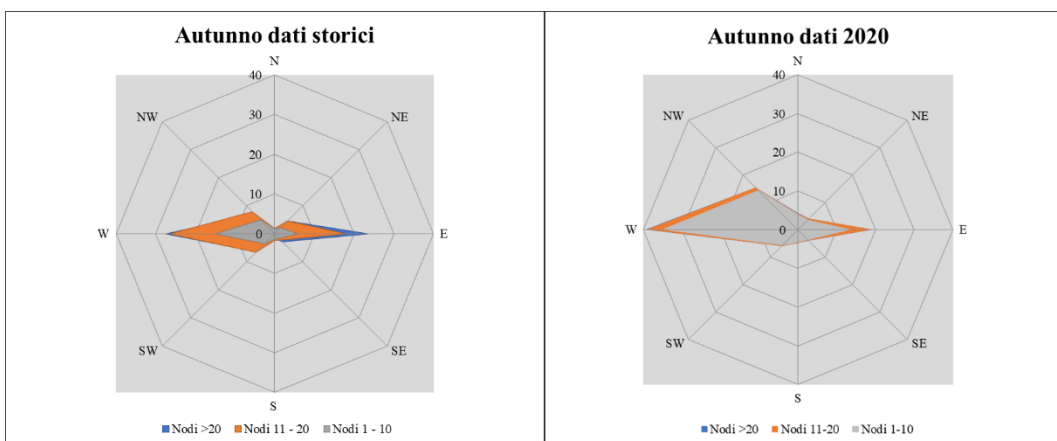 Autunno dati storici
N
40
NW
NE
30
20
10
W
0
E
SW
SE
S
Nodi >20 Nodi 11 - 20 Nodi 1 - 10
Autunno dati 2020
N
40
NW
NE
30
20
10
W
0
E
SW
SE
S
Nodi >20 Nodi 11-20 Nodi 1-10